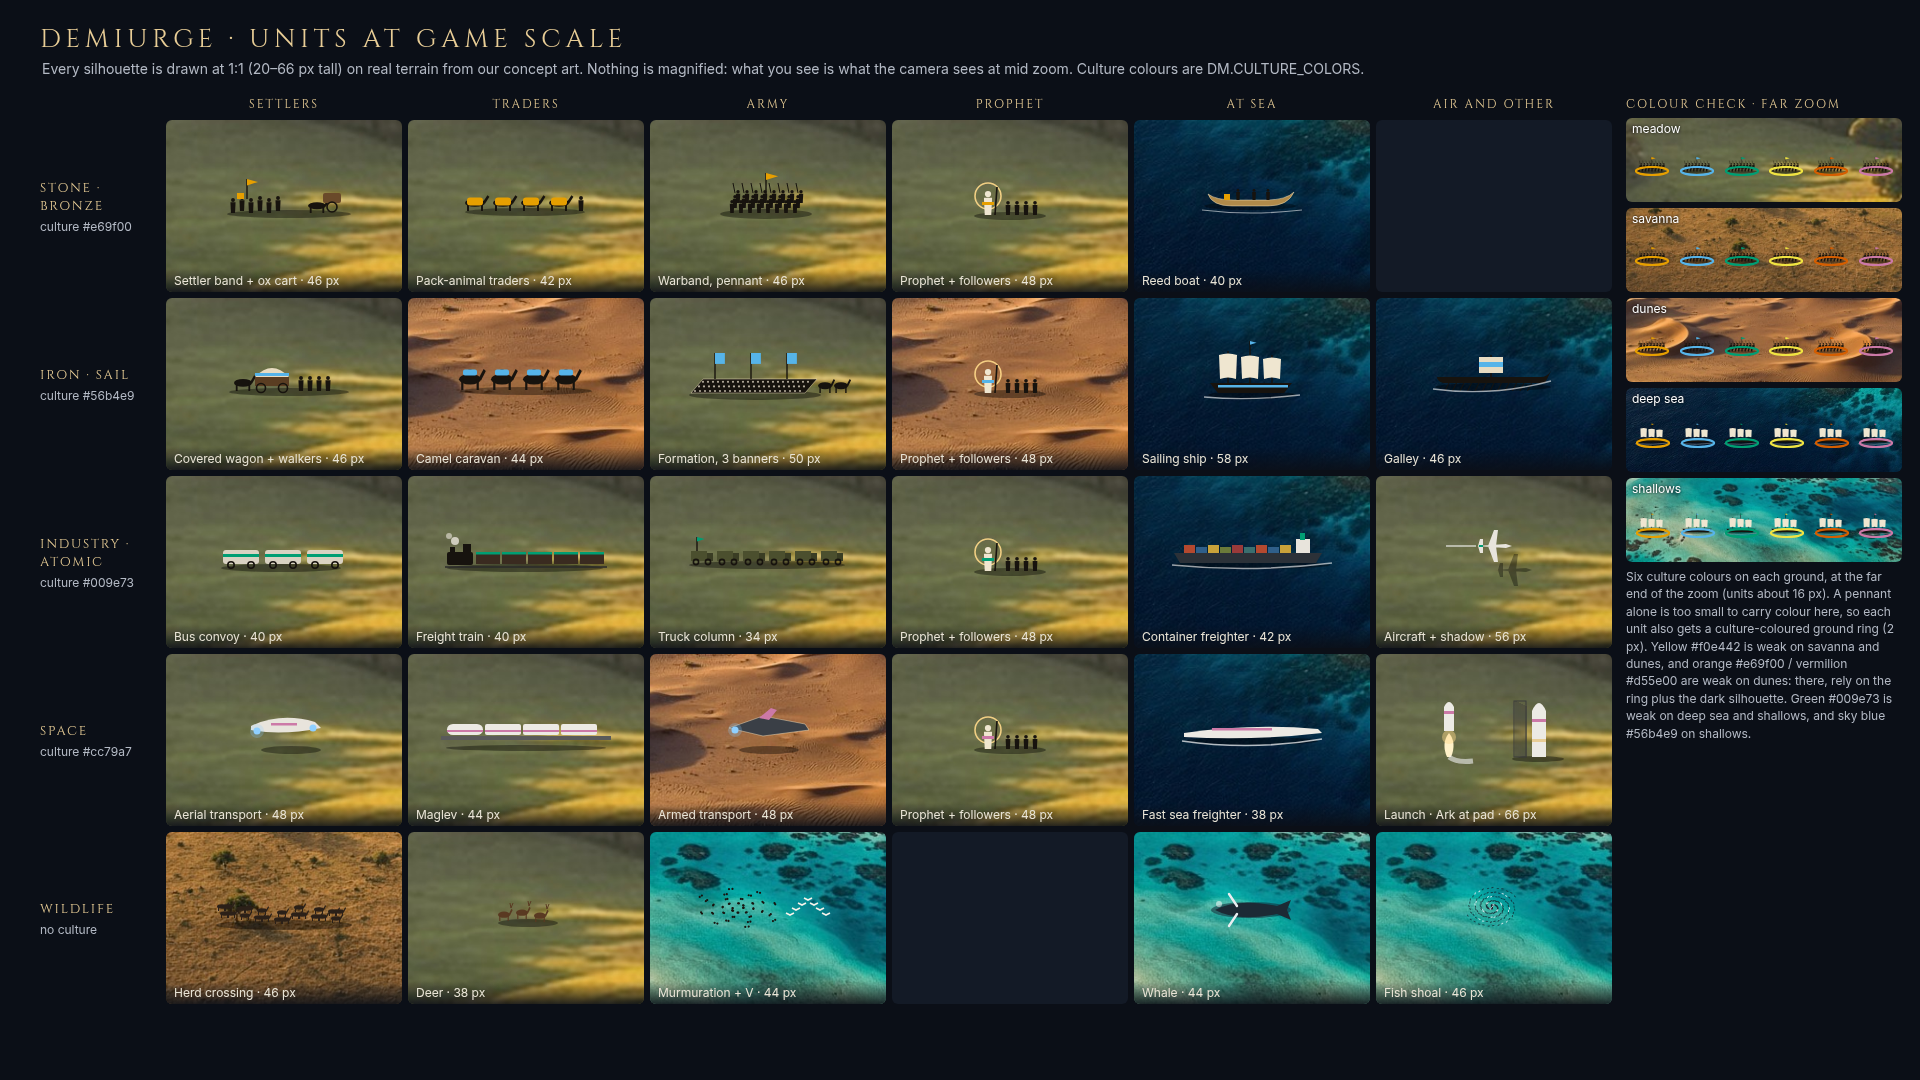 DEMIURGE · UNITS AT GAME SCALE
Every silhouette is drawn at 1:1 (20–66 px tall) on real terrain from our concept art. Nothing is magnified: what you see is what the camera sees at mid zoom. Culture colours are DM.CULTURE_COLORS.
SETTLERS
TRADERS
ARMY
PROPHET
AT SEA
AIR AND OTHER
COLOUR CHECK · FAR ZOOM
STONE ·
BRONZE
culture #e69f00
Settler band + ox cart · 46 px
Pack-animal traders · 42 px
Warband, pennant · 46 px
Prophet + followers · 48 px
Reed boat · 40 px
IRON · SAIL
culture #56b4e9
Covered wagon + walkers · 46 px
Camel caravan · 44 px
Formation, 3 banners · 50 px
Prophet + followers · 48 px
Sailing ship · 58 px
Galley · 46 px
INDUSTRY ·
ATOMIC
culture #009e73
Bus convoy · 40 px
Freight train · 40 px
Truck column · 34 px
Prophet + followers · 48 px
Container freighter · 42 px
Aircraft + shadow · 56 px
SPACE
culture #cc79a7
Aerial transport · 48 px
Maglev · 44 px
Armed transport · 48 px
Prophet + followers · 48 px
Fast sea freighter · 38 px
Launch · Ark at pad · 66 px
WILDLIFE
no culture
Herd crossing · 46 px
Deer · 38 px
Murmuration + V · 44 px
Whale · 44 px
Fish shoal · 46 px
meadow
savanna
dunes
deep sea
shallows
Six culture colours on each ground, at the far
end of the zoom (units about 16 px). A pennant
alone is too small to carry colour here, so each
unit also gets a culture-coloured ground ring (2
px). Yellow #f0e442 is weak on savanna and
dunes, and orange #e69f00 / vermilion
#d55e00 are weak on dunes: there, rely on the
ring plus the dark silhouette. Green #009e73 is
weak on deep sea and shallows, and sky blue
#56b4e9 on shallows.